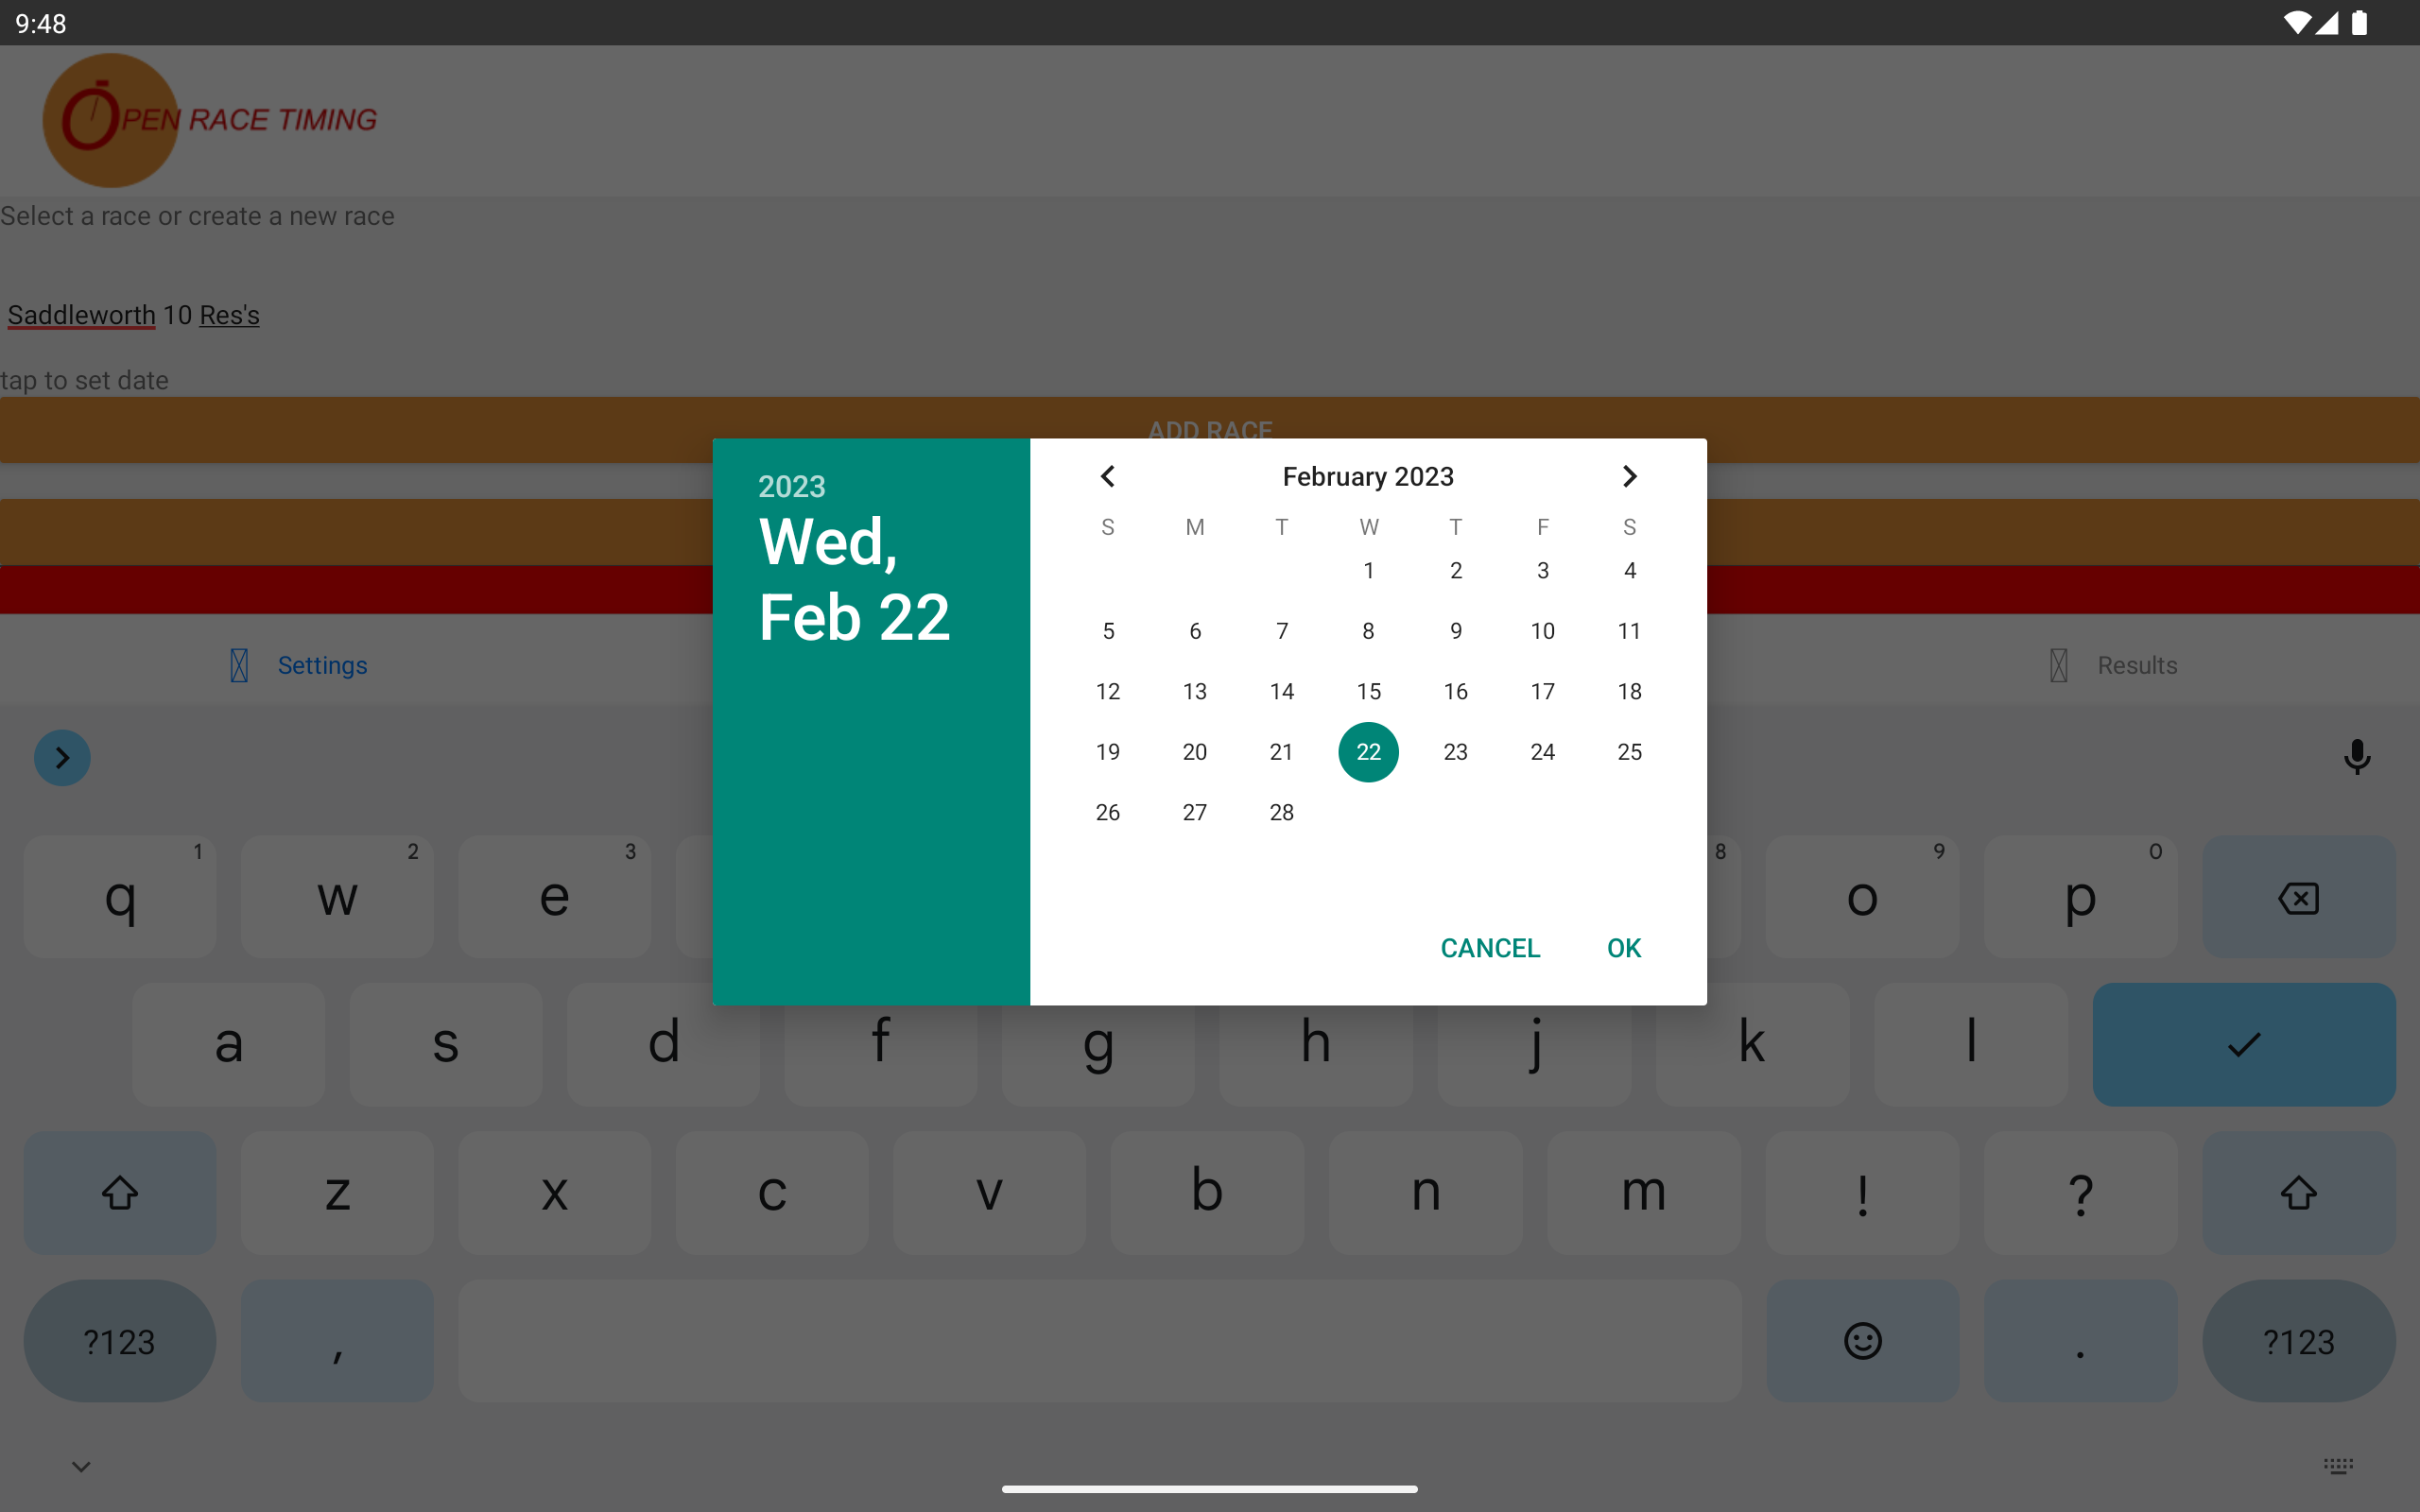 9:48
PEN RACE TIMING
Select a race or create a new race
Saddleworth 10 Res's
tap to set date
ADD RACE
2023
Wed,
Feb 22
February 2023
S M T W T F S
1 2 3 4
5 6 7 8 9 10 11
12 13 14 15 16 17 18
19 20 21 22 23 24 25
26 27 28
CANCEL OK
Settings
Results
q 1 w 2 e 3 8 o 9 p 0
a s d f g h j k l
z x c v b n m ! ?
?123 , . ?123